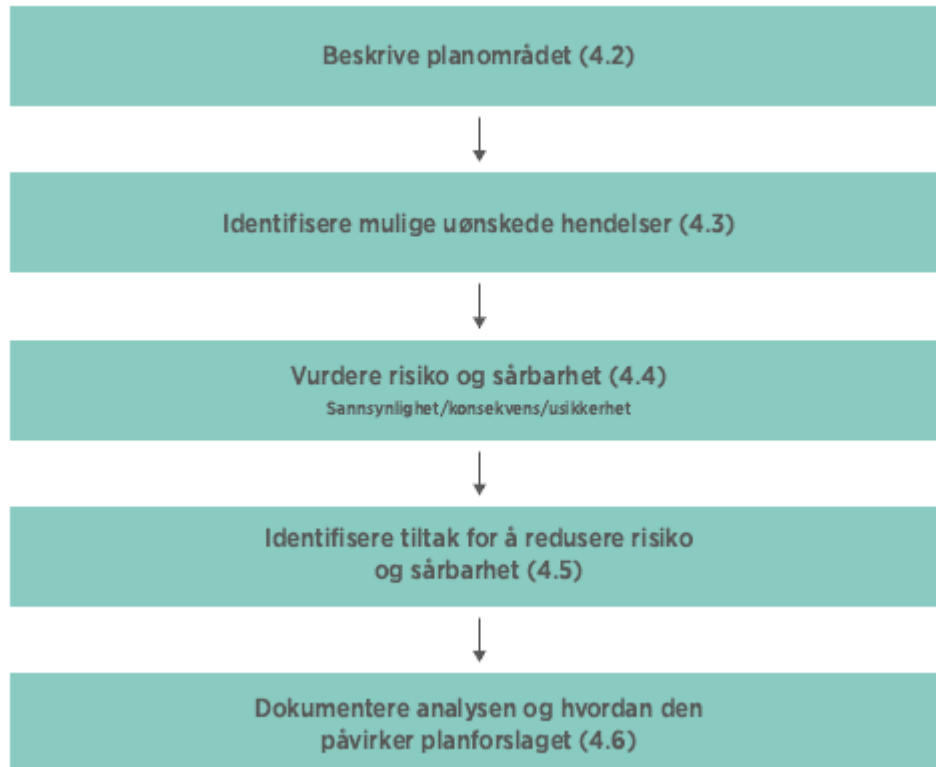 Beskrive planområdet (4.2)
Identifisere mulige uønskede hendelser (4.3)
Vurdere risiko og sårbarhet (4.4)
Sannsynlighet/konsekvens/usikkerhet
Identifisere tiltak for å redusere risiko
og sårbarhet (4.5)
Dokumentere analysen og hvordan den
påvirker planforslaget (4.6)